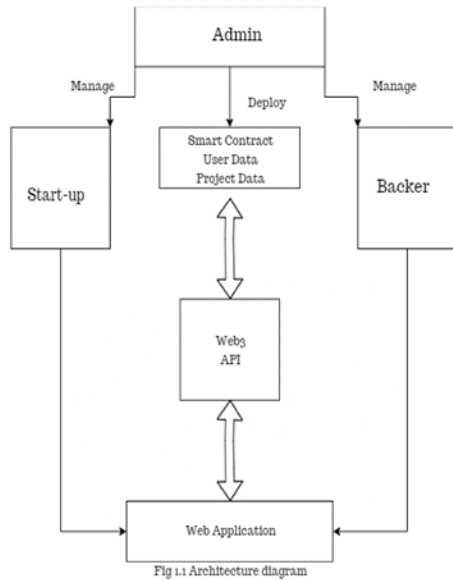 Admin
Manage
Manage
Deploy
Smart Contract
User Data
Project Data
Start-up
Backer
Web3
API
Web Application
Fig 1.1 Architecture diagram